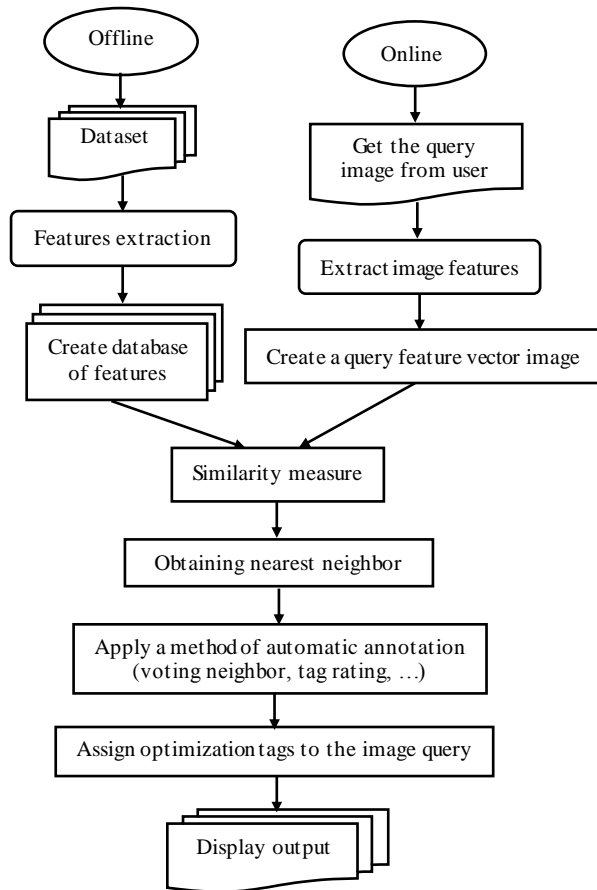 Offline
Online
Dataset
Get the query
image from user
Features extraction
Extract image features
Create database
of features
Create a query feature vector image
Similarity measure
Obtaining nearest neighbor
Apply a method of automatic annotation
(voting neighbor, tag rating, …)
Assign optimization tags to the image query
Display output